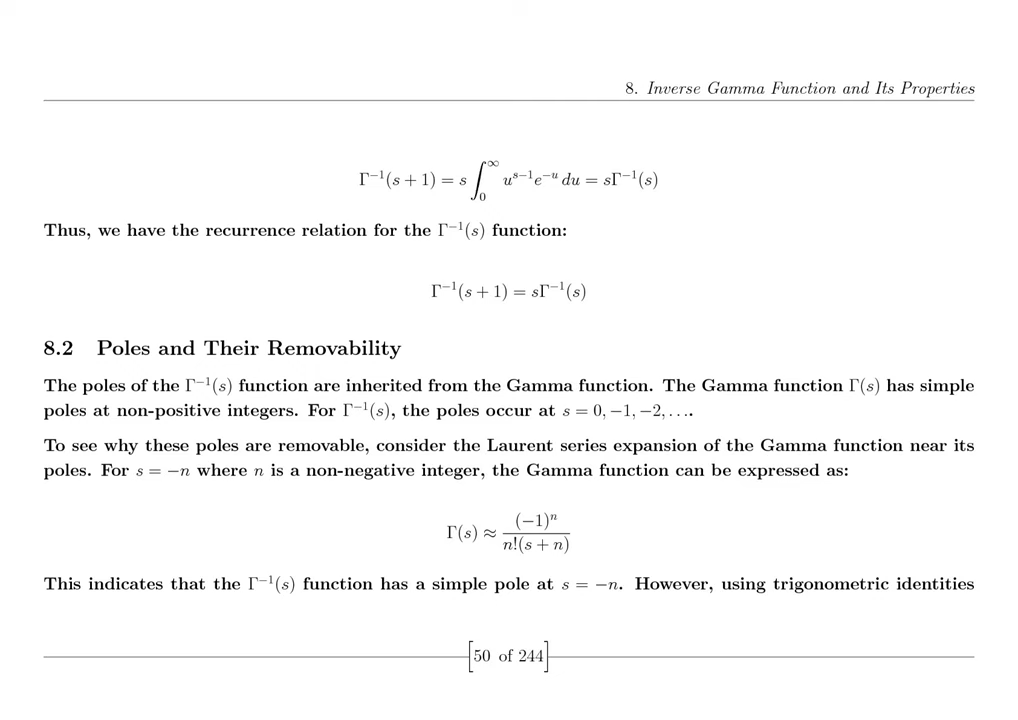 8. Inverse Gamma Function and Its Properties
Γ⁻¹(s + 1) = s ∫₀^∞ uˢ⁻¹e⁻ᵘ du = sΓ⁻¹(s)
Thus, we have the recurrence relation for the Γ⁻¹(s) function:
Γ⁻¹(s + 1) = sΓ⁻¹(s)
8.2 Poles and Their Removability
The poles of the Γ⁻¹(s) function are inherited from the Gamma function. The Gamma function Γ(s) has simple
poles at non-positive integers. For Γ⁻¹(s), the poles occur at s = 0, −1, −2, . . ..
To see why these poles are removable, consider the Laurent series expansion of the Gamma function near its
poles. For s = −n where n is a non-negative integer, the Gamma function can be expressed as:
Γ(s) ≈ (−1)ⁿ / n!(s + n)
This indicates that the Γ⁻¹(s) function has a simple pole at s = −n. However, using trigonometric identities
[50 of 244]